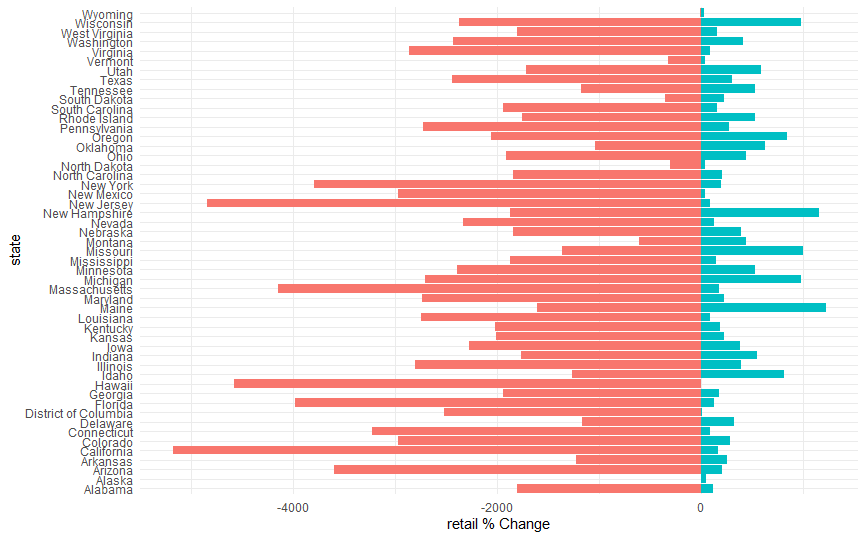 Wyoming
Wisconsin
West Virginia
Washington
Virginia
Vermont
Utah
Texas
Tennessee
South Dakota
South Carolina
Rhode Island
Pennsylvania
Oregon
Oklahoma
Ohio
North Dakota
North Carolina
New York
New Mexico
New Jersey
New Hampshire
Nevada
Nebraska
Montana
Missouri
Mississippi
Minnesota
Michigan
Massachusetts
Maryland
Maine
Louisiana
Kentucky
Kansas
Iowa
Indiana
Illinois
Idaho
Hawaii
Georgia
Florida
District of Columbia
Delaware
Connecticut
Colorado
California
Arkansas
Arizona
Alaska
Alabama
state
-4000 -2000 0
retail % Change